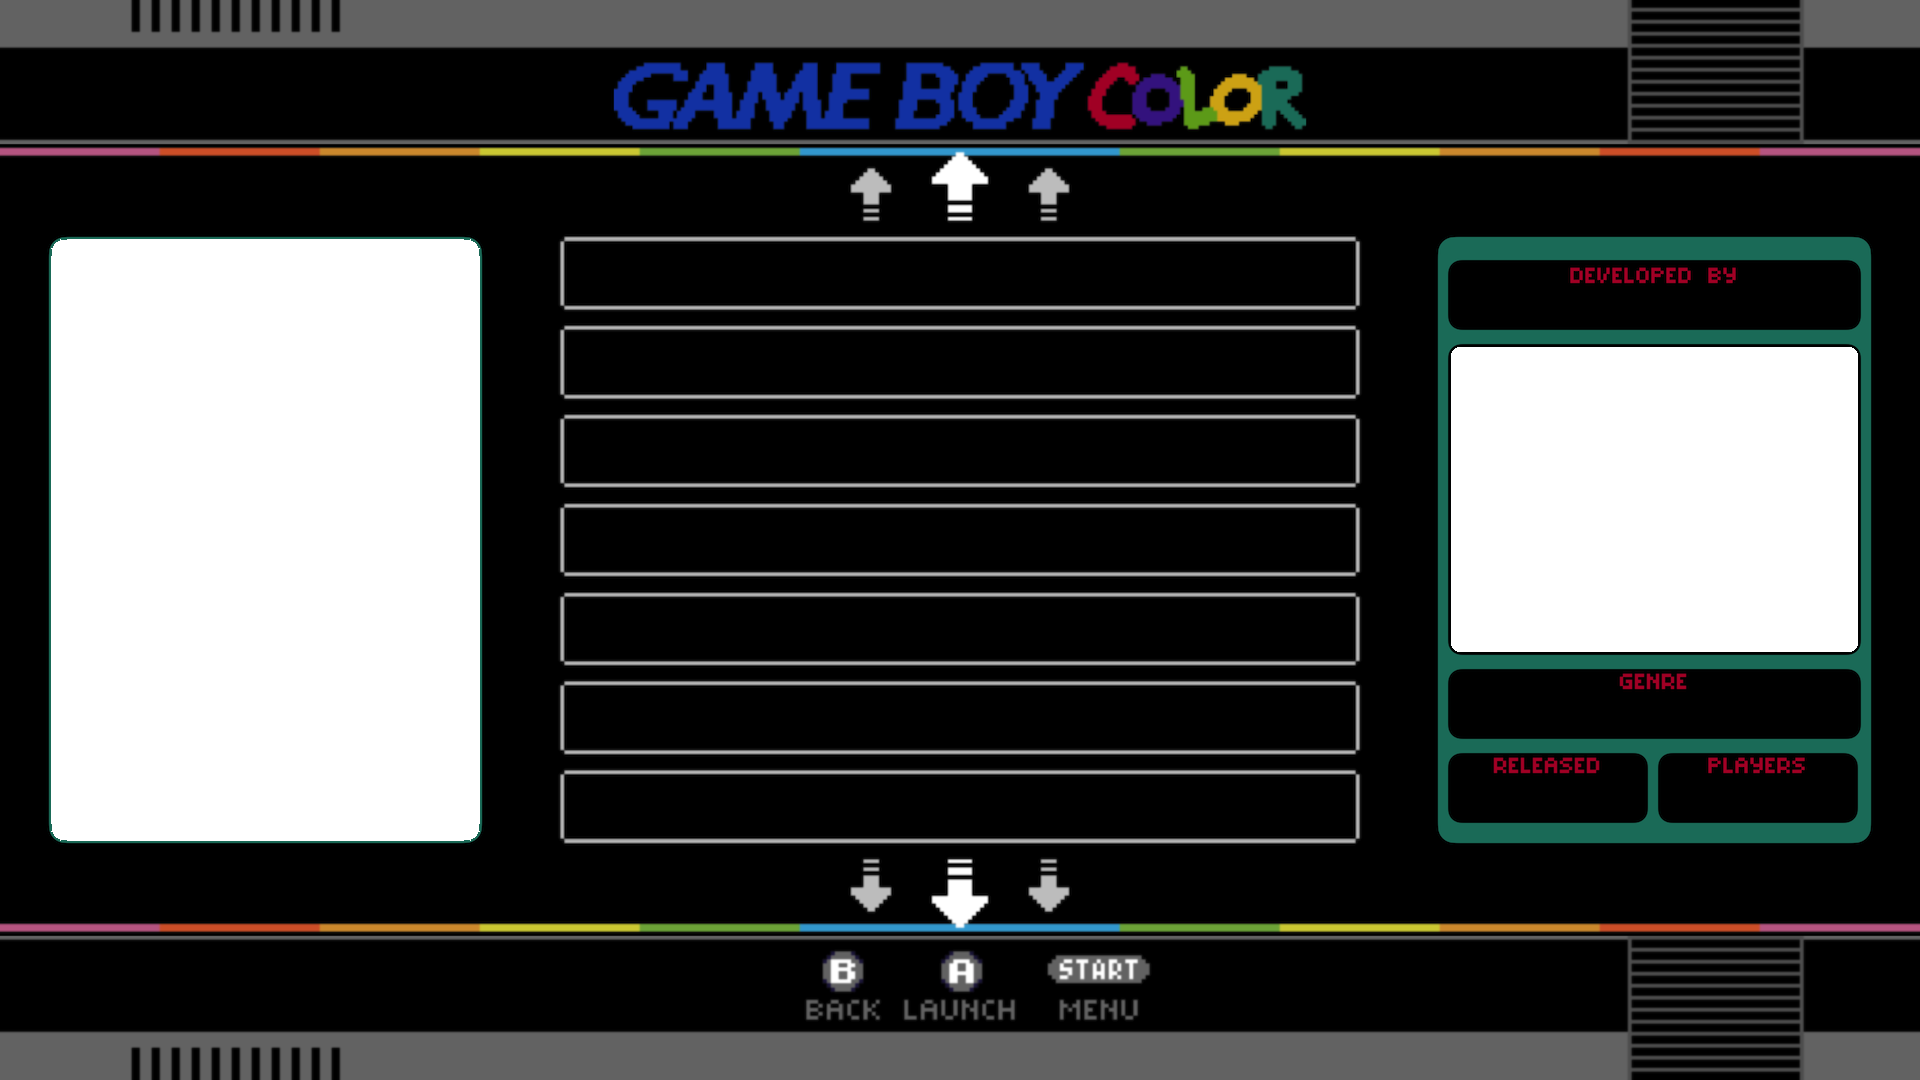 GAME BOY COLOR
DEVELOPED BY
GENRE
RELEASED PLAYERS
B A START
BACK LAUNCH MENU